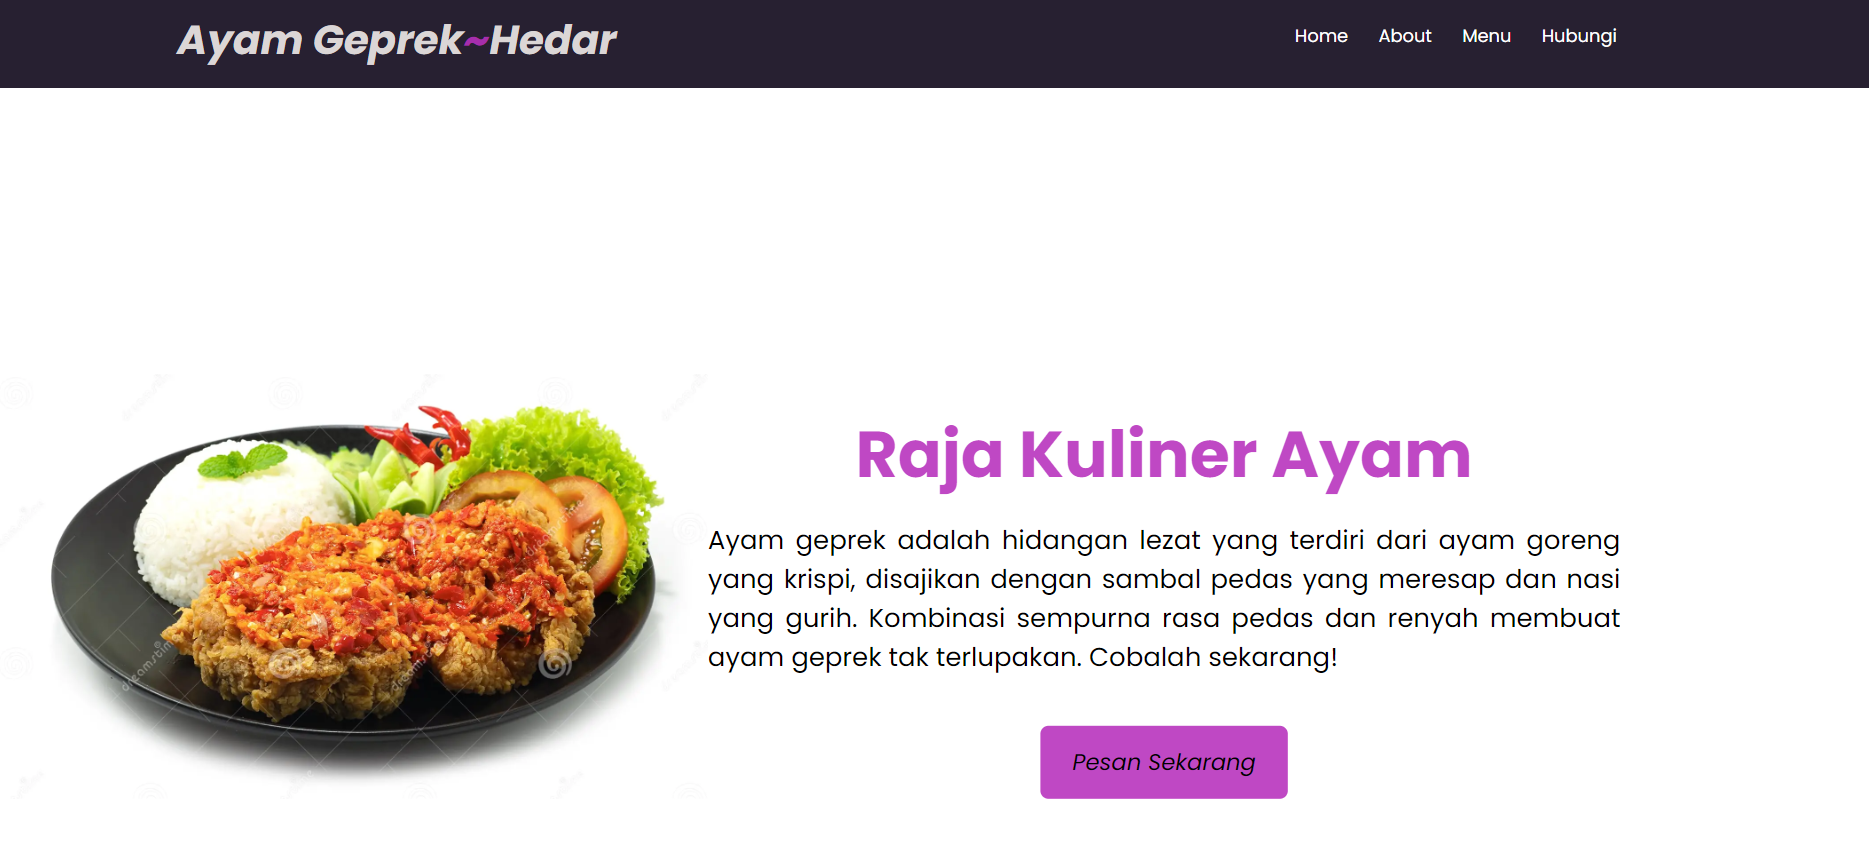 Ayam Geprek~Hedar
Home About Menu Hubungi
Raja Kuliner Ayam
Ayam geprek adalah hidangan lezat yang terdiri dari ayam goreng
yang krispi, disajikan dengan sambal pedas yang meresap dan nasi
yang gurih. Kombinasi sempurna rasa pedas dan renyah membuat
ayam geprek tak terlupakan. Cobalah sekarang!
Pesan Sekarang